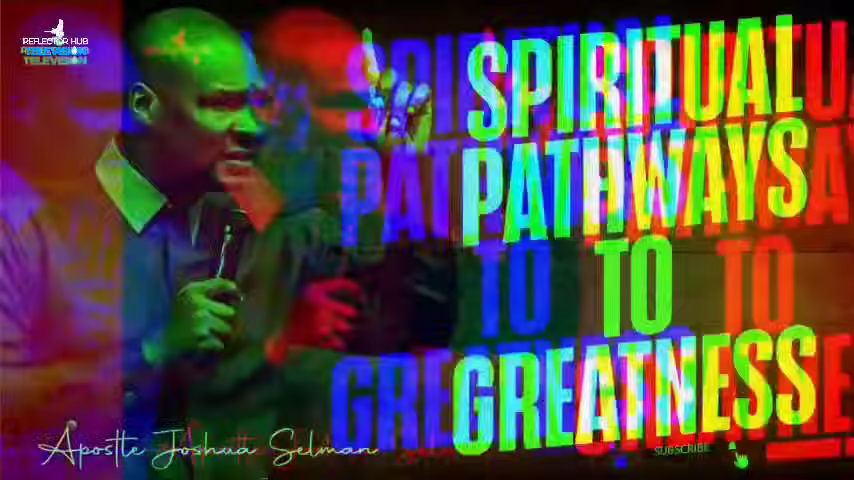 REFLECTOR HUB
TELEVISION
SPIRITUAL
PATHWAYS
TO
GREATNESS
Apostle Joshua Selman
SUBSCRIBE